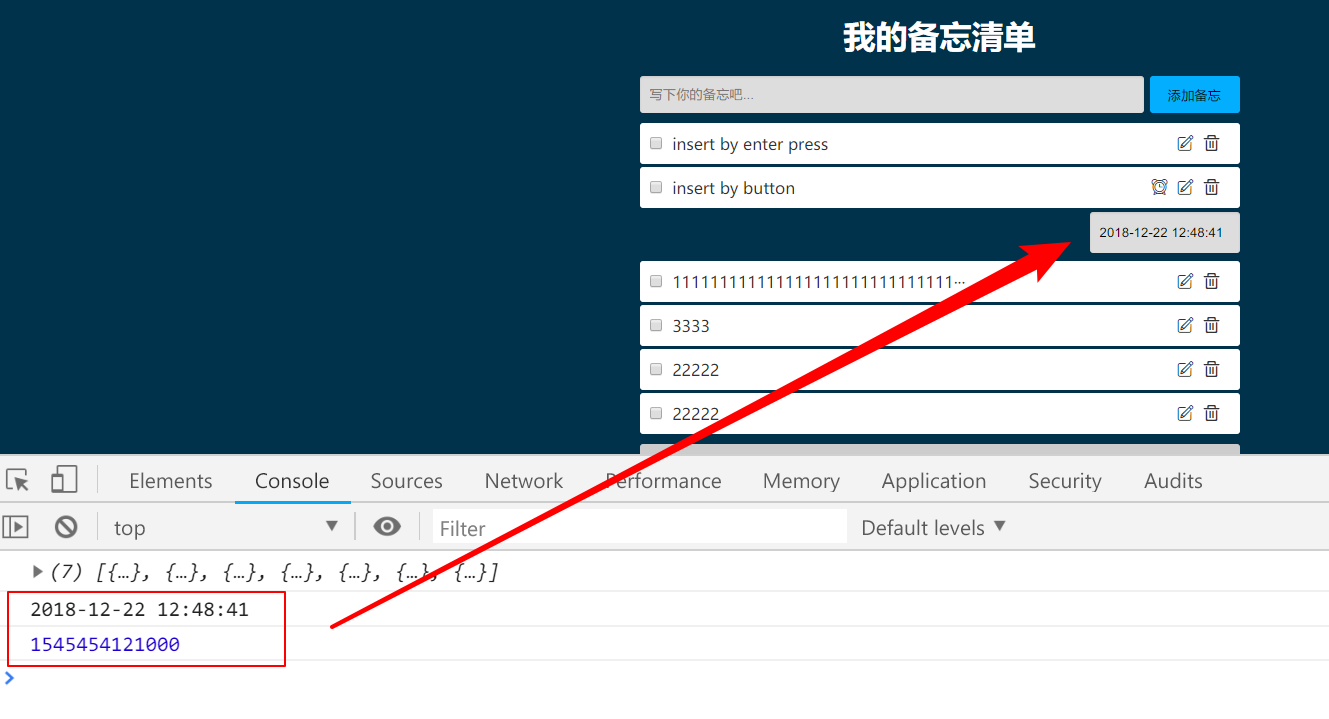 我的备忘清单
写下你的备忘吧... 添加备忘
insert by enter press
insert by button
2018-12-22 12:48:41
111111111111111111111111111111···
3333
22222
22222
Elements Console Sources Network Performance Memory Application Security Audits
top Filter Default levels
(7) [{…}, {…}, {…}, {…}, {…}, {…}, {…}]
2018-12-22 12:48:41
1545454121000